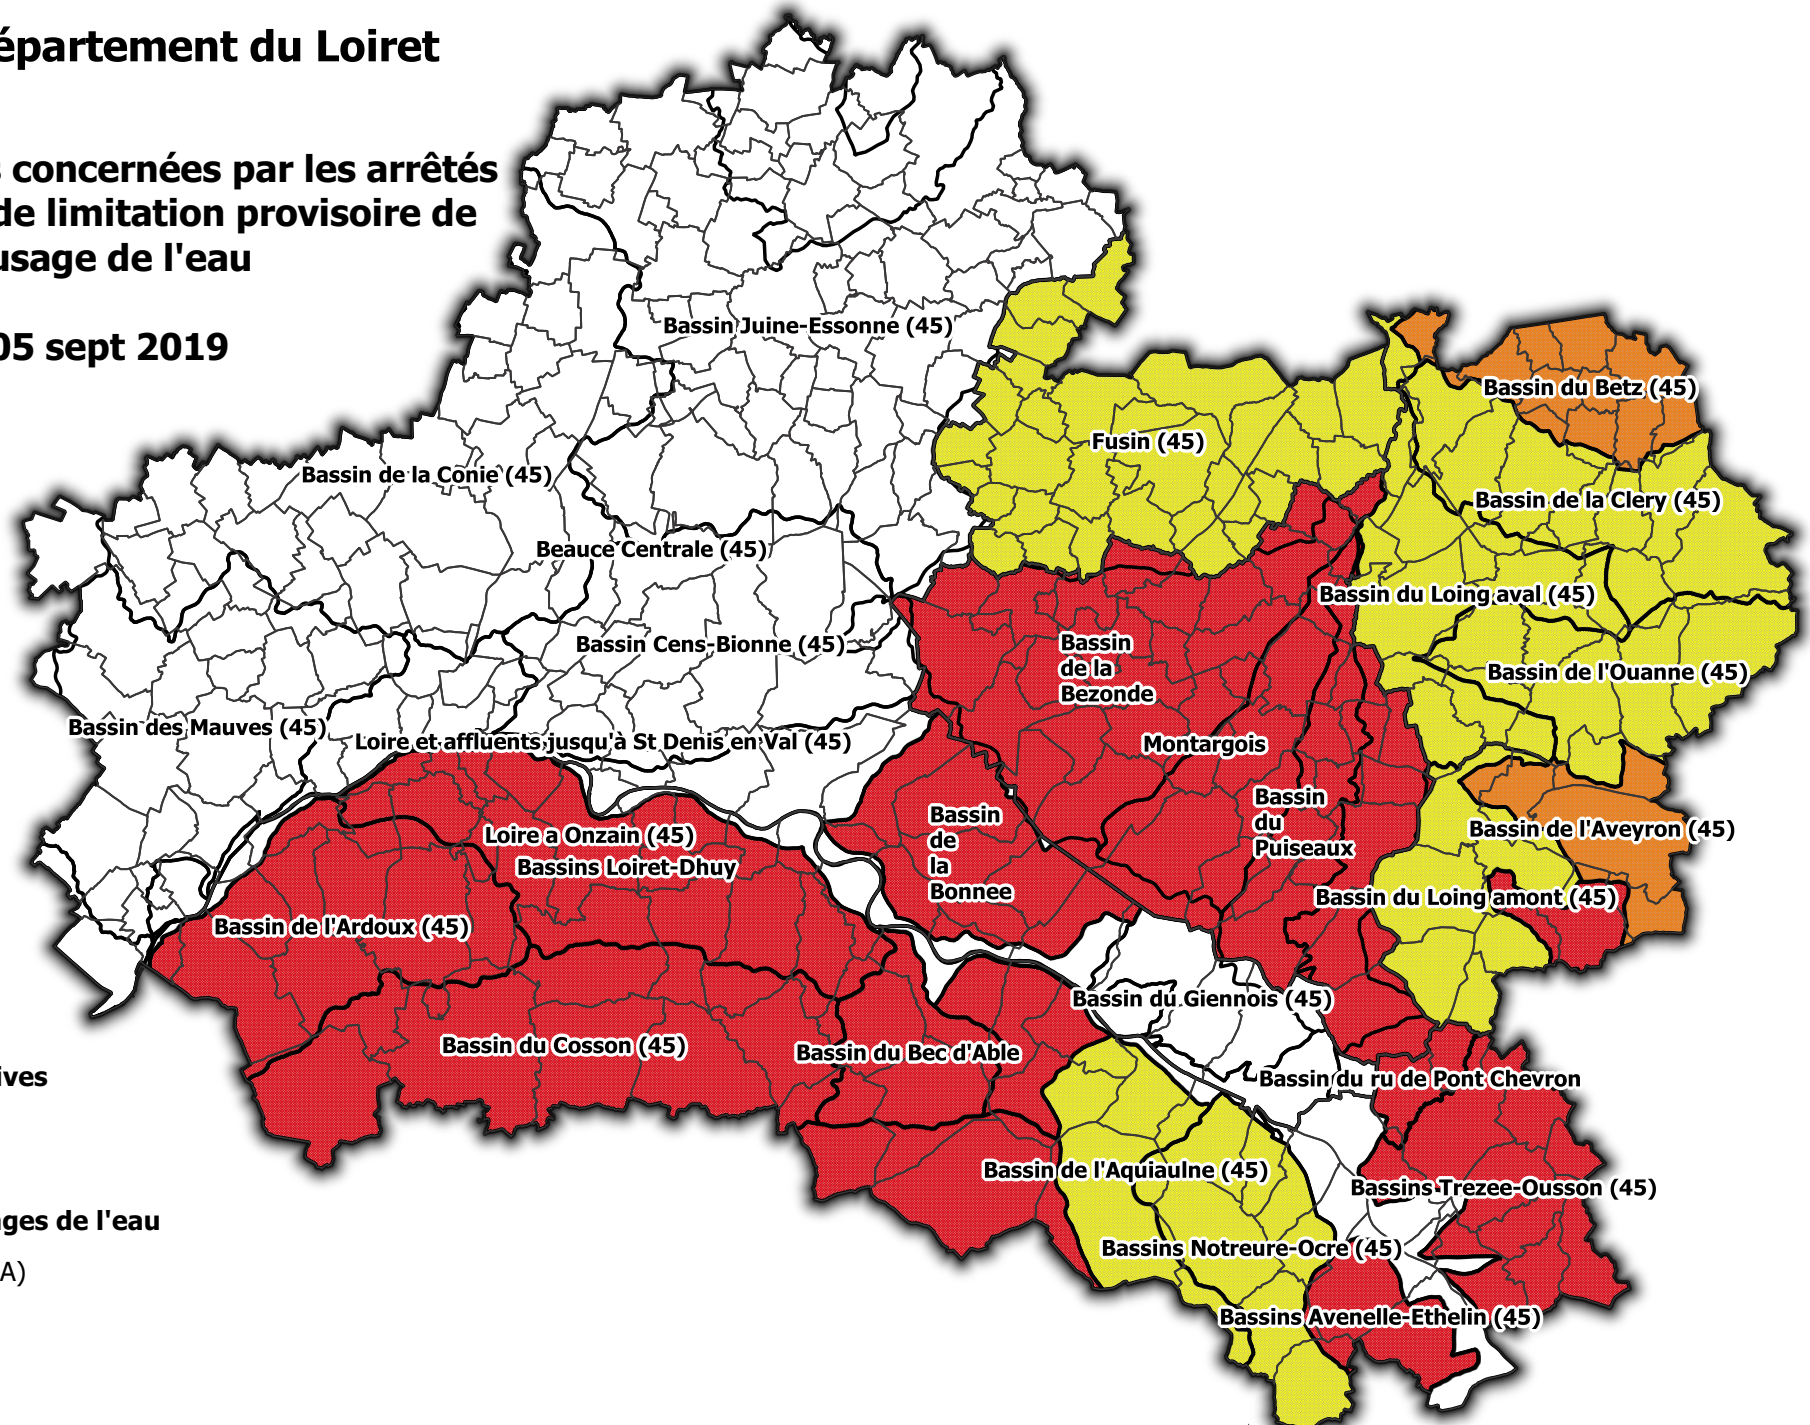 épartement du Loiret
s concernées par les arrêtés
de limitation provisoire de
usage de l'eau
05 sept 2019
Bassin Juine-Essonne (45)
Bassin du Betz (45)
Fusin (45)
Bassin de la Conie (45)
Bassin de la Clery (45)
Beauce Centrale (45)
Bassin du Loing aval (45)
Bassin Cens-Bionne (45)
Bassin
de la
Bezonde
Bassin de l'Ouanne (45)
Bassin des Mauves (45)
Loire et affluents jusqu'à St Denis en Val (45)
Montargois
Bassin
du
Puiseaux
Bassin
de
la
Bonnee
Loire a Onzain (45)
Bassins Loiret-Dhuy
Bassin de l'Aveyron (45)
Bassin du Loing amont (45)
Bassin de l'Ardoux (45)
Bassin du Giennois (45)
Bassin du Cosson (45)
Bassin du Bec d'Able
Bassin du ru de Pont Chevron
ives
Bassin de l'Aquiaulne (45)
Bassins Trezee-Ousson (45)
ges de l'eau
Bassins Notreure-Ocre (45)
A)
Bassins Avenelle-Ethelin (45)